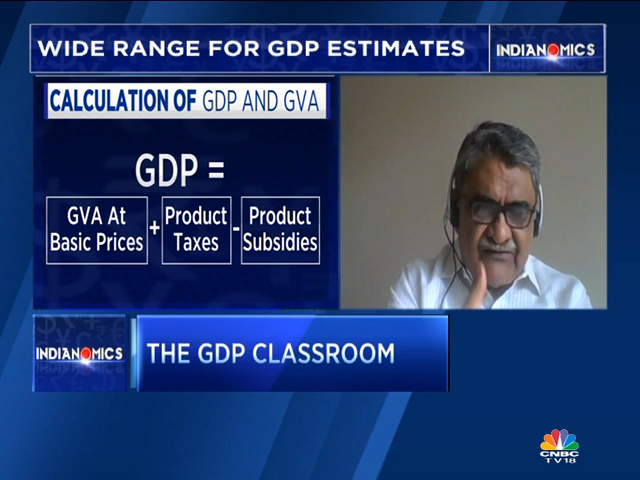 WIDE RANGE FOR GDP ESTIMATES
INDIANOMICS
CALCULATION OF GDP AND GVA
GDP =
GVA At
Basic Prices
+
Product
Taxes
-
Product
Subsidies
INDIANOMICS
THE GDP CLASSROOM
CNBC
TV18